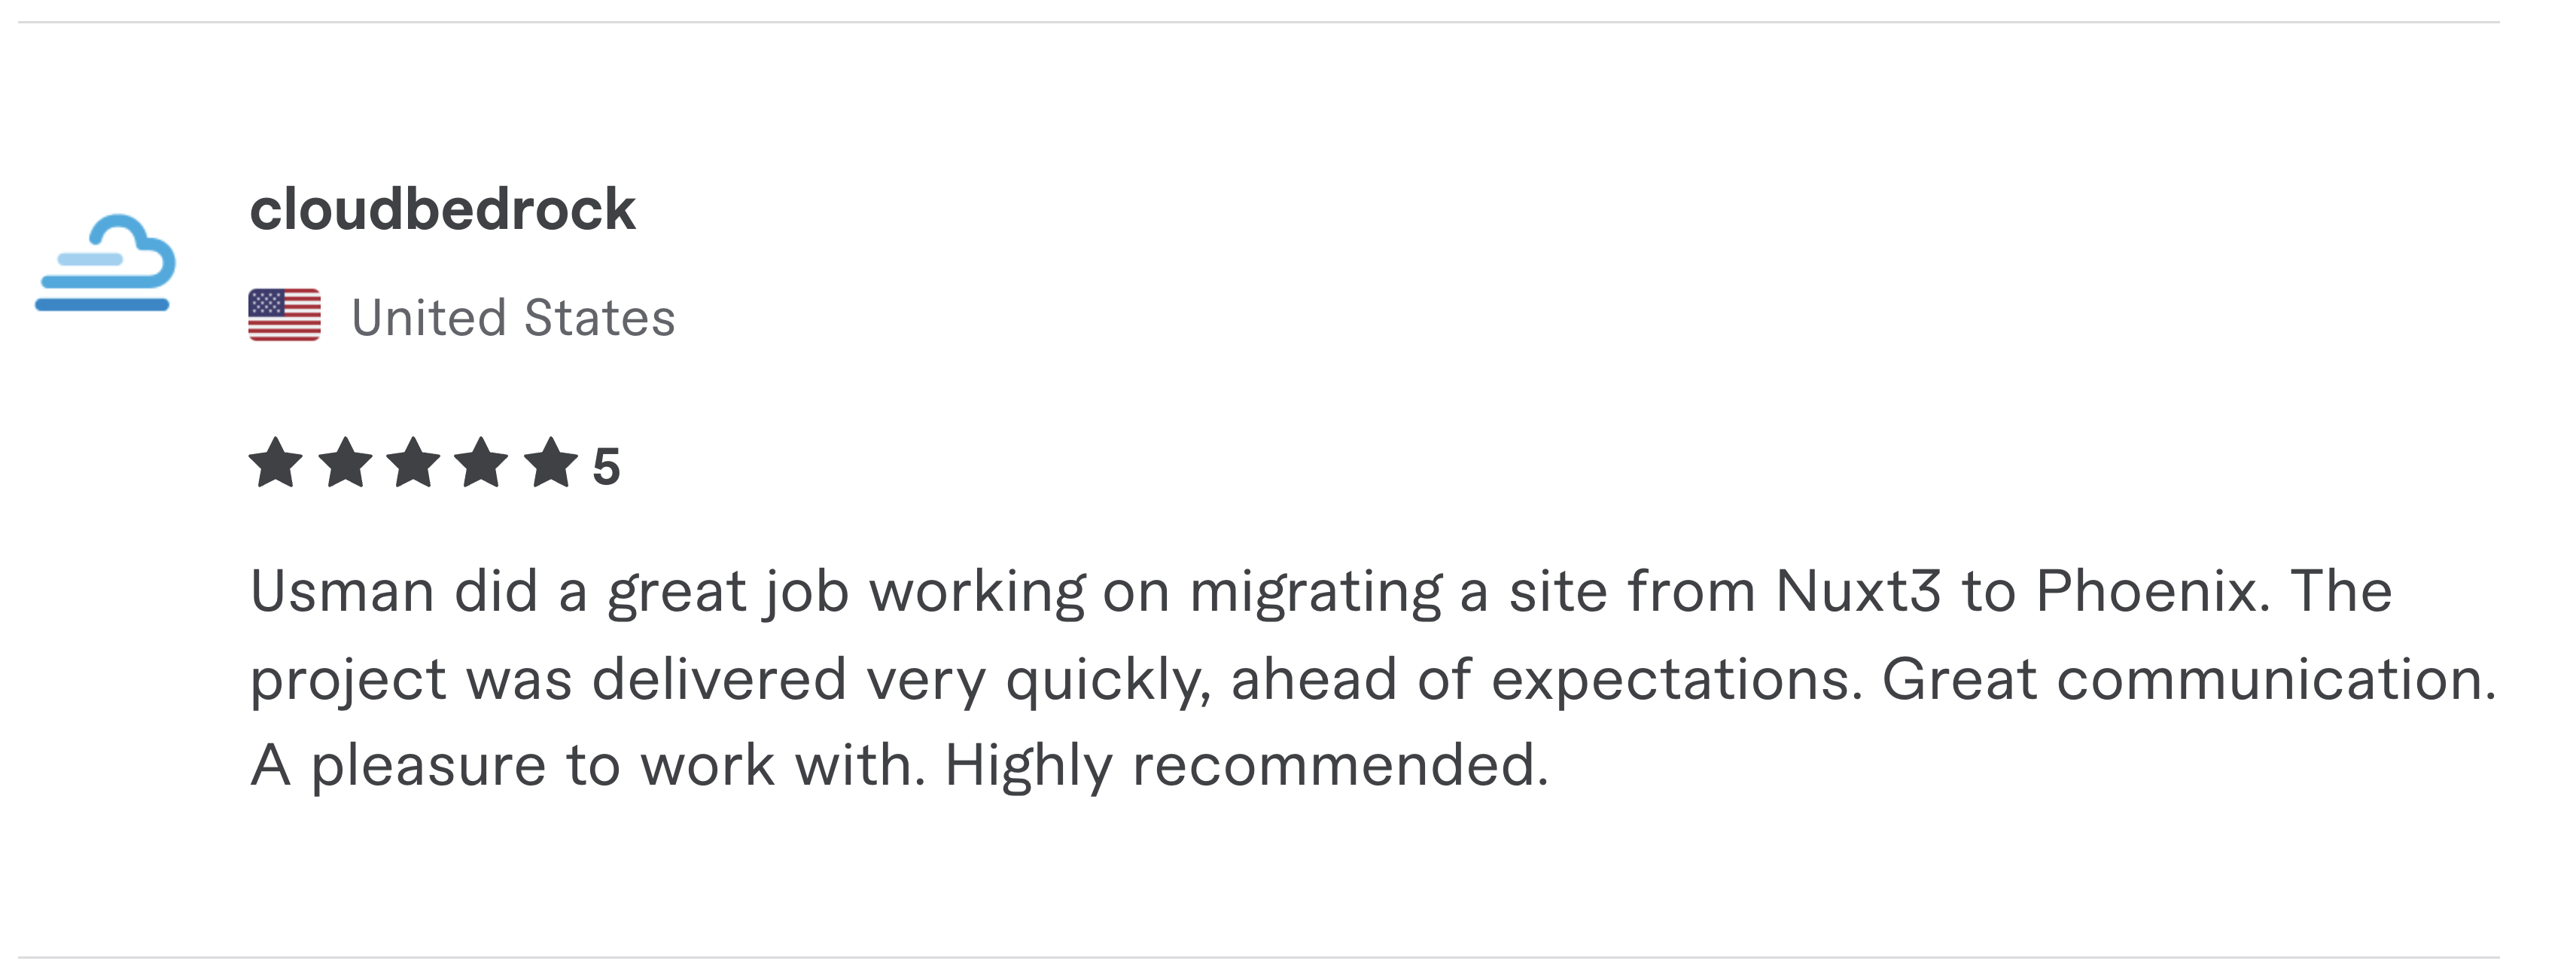 cloudbedrock
United States
5
Usman did a great job working on migrating a site from Nuxt3 to Phoenix. The
project was delivered very quickly, ahead of expectations. Great communication.
A pleasure to work with. Highly recommended.